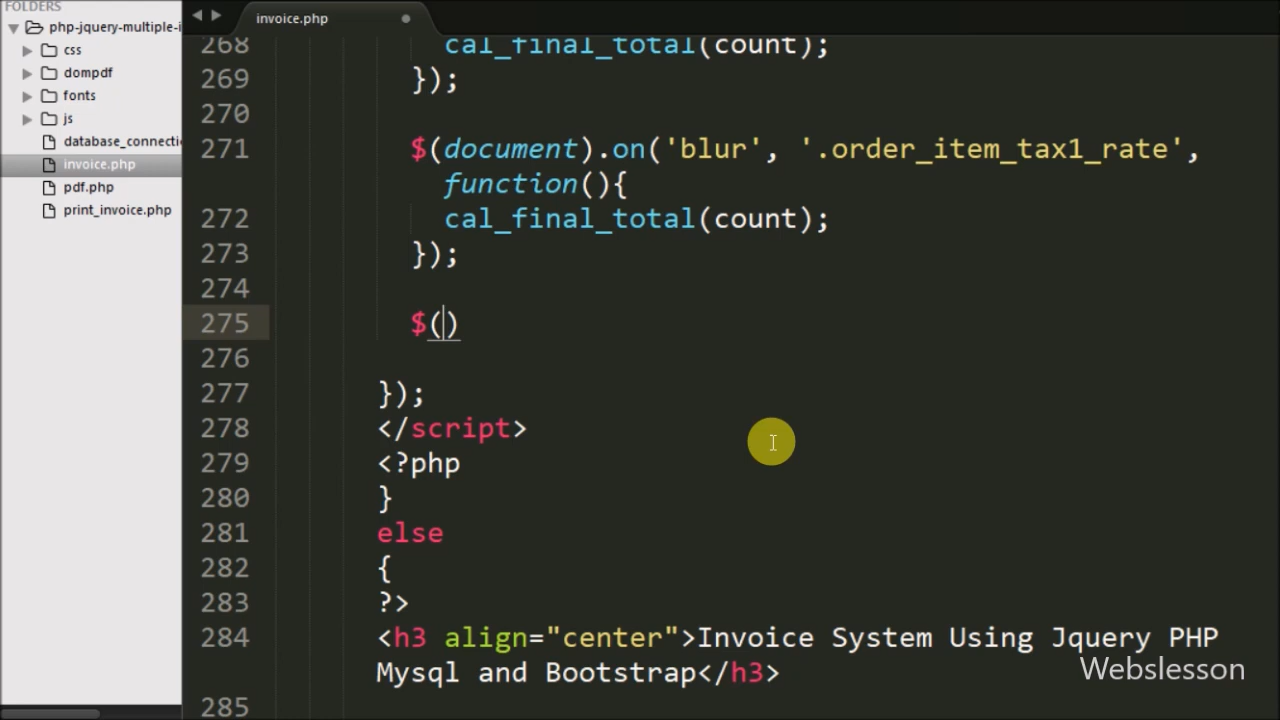 FOLDERS
php-jquery-multiple-i
css
dompdf
fonts
js
database_connecti
invoice.php
pdf.php
print_invoice.php
invoice.php
268 cal_final_total(count);
269 });
270
271 $(document).on('blur', '.order_item_tax1_rate',
function(){
272 cal_final_total(count);
273 });
274
275 $()
276
277 });
278 </script>
279 <?php
280 }
281 else
282 {
283 ?>
284 <h3 align="center">Invoice System Using Jquery PHP
Mysql and Bootstrap</h3>
285
Webslesson